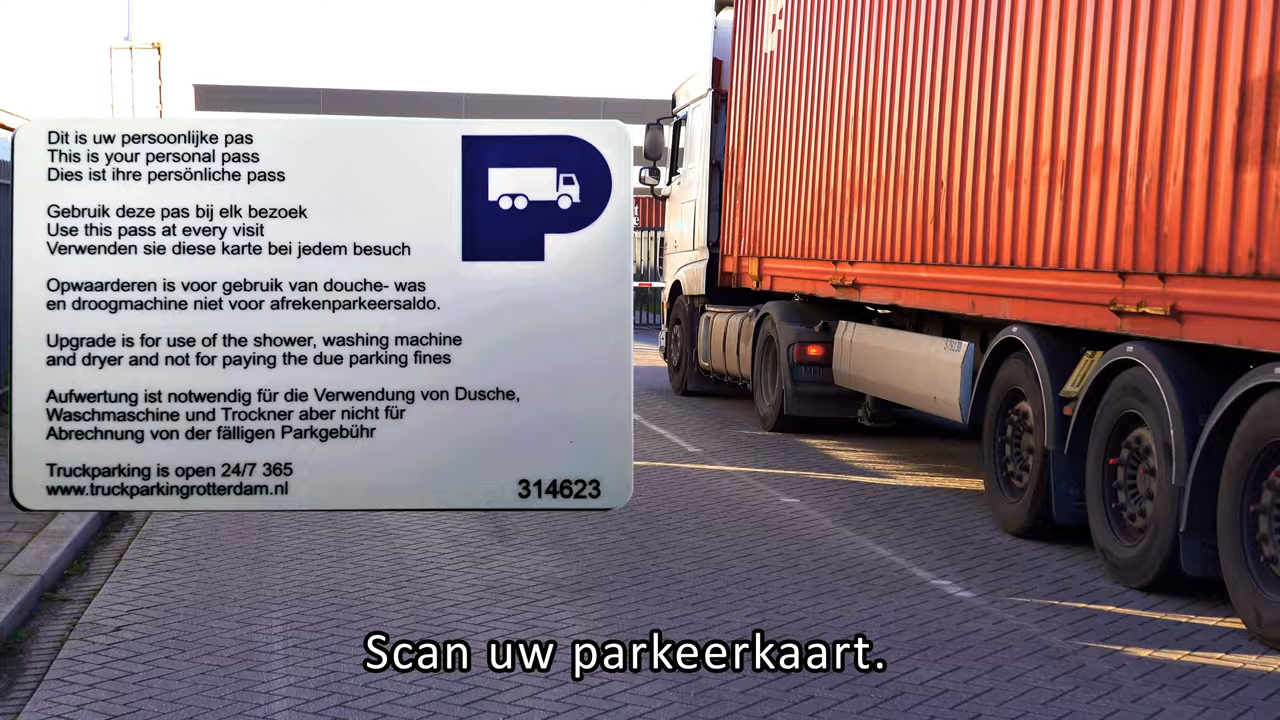 Dit is uw persoonlijke pas
This is your personal pass
Dies ist ihre persönliche pass
Gebruik deze pas bij elk bezoek
Use this pass at every visit
Verwenden sie diese karte bei jedem besuch
Opwaarderen is voor gebruik van douche- was
en droogmachine niet voor afrekenparkeersaldo.
Upgrade is for use of the shower, washing machine
and dryer and not for paying the due parking fines
Aufwertung ist notwendig für die Verwendung von Dusche,
Waschmaschine und Trockner aber nicht für
Abrechnung von der fälligen Parkgebühr
Truckparking is open 24/7 365
www.truckparkingrotterdam.nl
314623
P
Scan uw parkeerkaart.